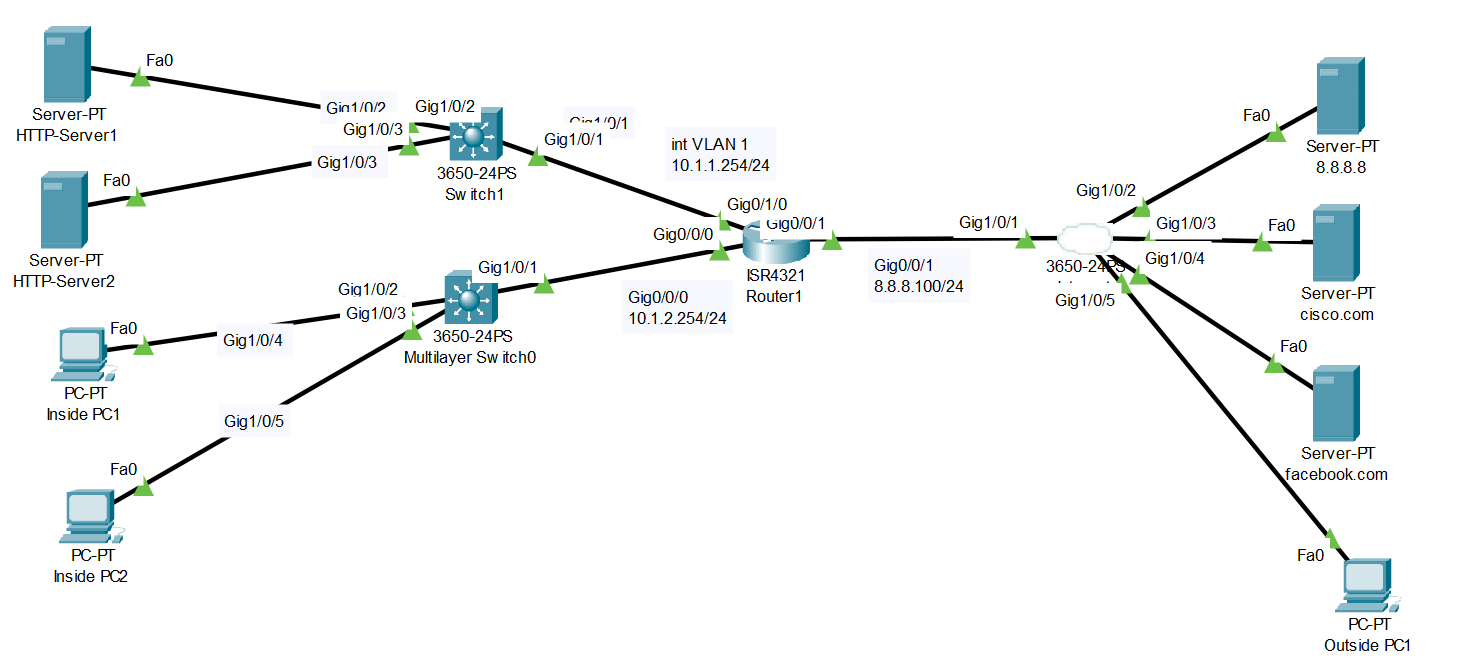 Fa0
Server-PT
HTTP-Server1
Gig1/0/2
Gig1/0/2
Gig1/0/3
Gig1/0/3
Fa0
Server-PT
HTTP-Server2
3650-24PS
Switch1
Gig1/0/1
Gig1/0/1
int VLAN 1
10.1.1.254/24
Gig0/1/0
Gig0/0/1
Gig0/0/0
ISR4321
Router1
Gig0/0/0
10.1.2.254/24
Gig0/0/1
8.8.8.100/24
Gig1/0/1
Gig1/0/2
Gig1/0/3
Gig1/0/4
Gig1/0/5
3650-24PS
Fa0
Server-PT
8.8.8.8
Fa0
Server-PT
cisco.com
Fa0
Server-PT
facebook.com
Fa0
PC-PT
Outside PC1
Gig1/0/1
Gig1/0/2
Gig1/0/3
3650-24PS
Multilayer Switch0
Fa0
Gig1/0/4
PC-PT
Inside PC1
Gig1/0/5
Fa0
PC-PT
Inside PC2